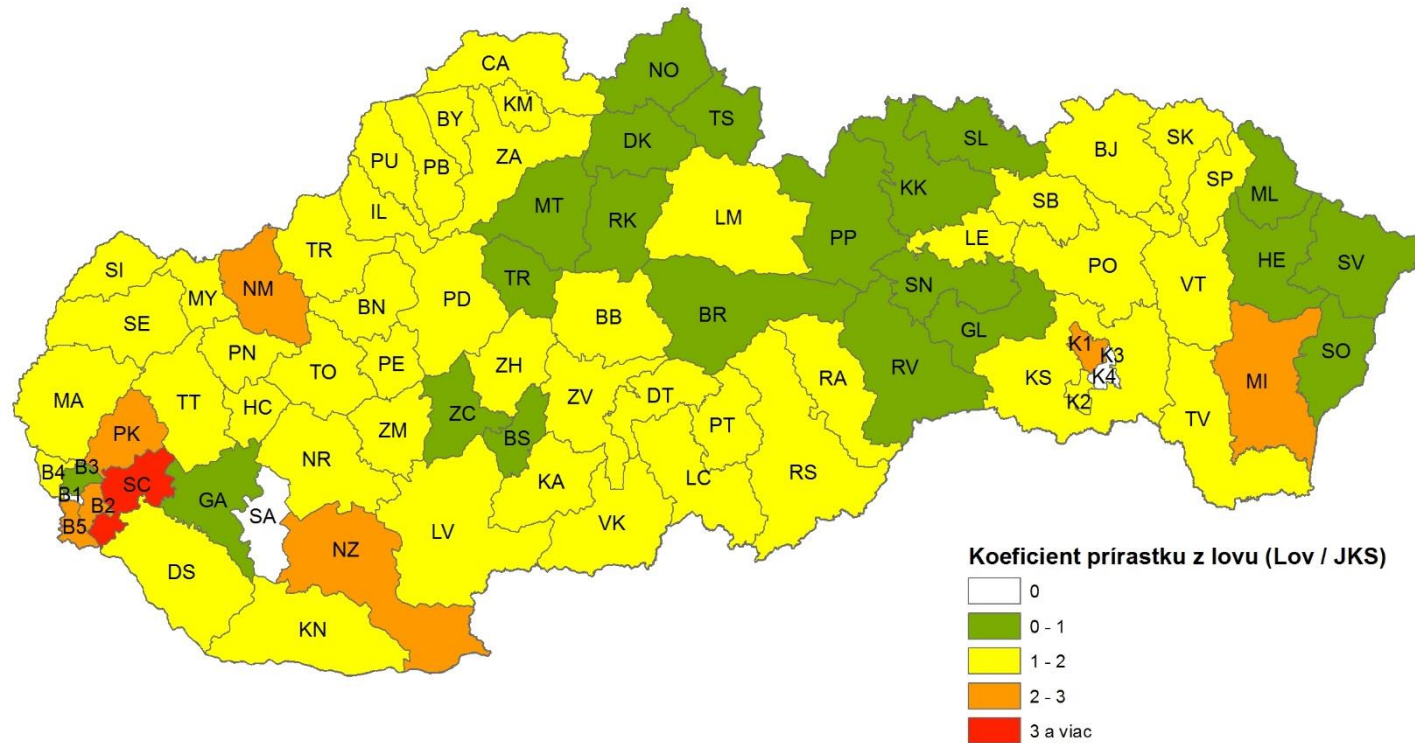 CA
NO
KM
TS
BY
DK
SL
BJ
SK
PU
PB
ZA
SP
KK
ML
IL
MT
RK
LM
SB
PP
LE
TR
PO
HE
SV
SI
MY
NM
TR
SN
VT
BN
PD
BR
SE
BB
GL
PN
PE
ZH
K1
K3
SO
TO
RA
RV
KS
K4
MI
MA
TT
HC
ZV
DT
K2
ZC
TV
PK
ZM
PT
BS
B3
B4
NR
SC
KA
LC
RS
B1
B2
GA
SA
B5
LV
VK
NZ
DS
KN
Koeficient prírastku z lovu (Lov / JKS)
0
0 - 1
1 - 2
2 - 3
3 a viac